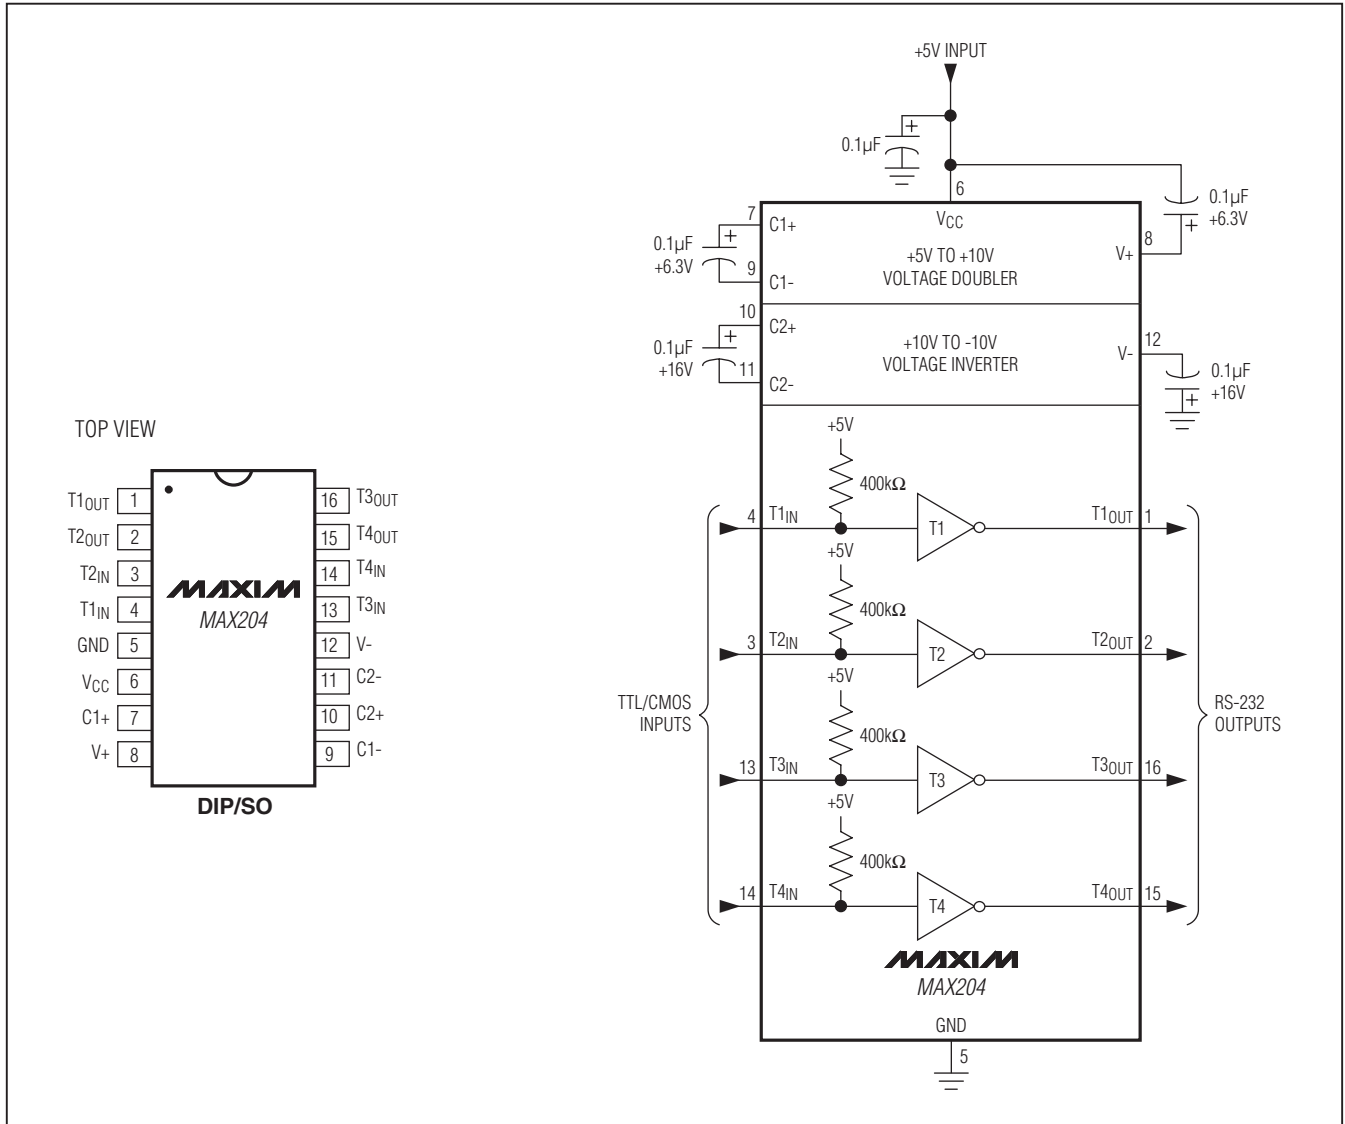 TOP VIEW
T1OUT 1
T2OUT 2
T2IN 3
T1IN 4
GND 5
VCC 6
C1+ 7
V+ 8
16 T3OUT
15 T4OUT
14 T4IN
13 T3IN
12 V-
11 C2-
10 C2+
9 C1-
MAXIM
MAX204
DIP/SO
+5V INPUT
0.1µF
+
6
VCC
0.1µF
+6.3V
+
8
V+
7
C1+
+
0.1µF
+6.3V
9
C1-
+5V TO +10V
VOLTAGE DOUBLER
10
C2+
+
0.1µF
+16V
11
C2-
+10V TO -10V
VOLTAGE INVERTER
12
V-
0.1µF
+16V
+
+5V
400kΩ
4 T1IN T1 T1OUT 1
+5V
400kΩ
3 T2IN T2 T2OUT 2
+5V
TTL/CMOS
INPUTS
RS-232
OUTPUTS
400kΩ
13 T3IN T3 T3OUT 16
+5V
400kΩ
14 T4IN T4 T4OUT 15
MAXIM
MAX204
GND
5